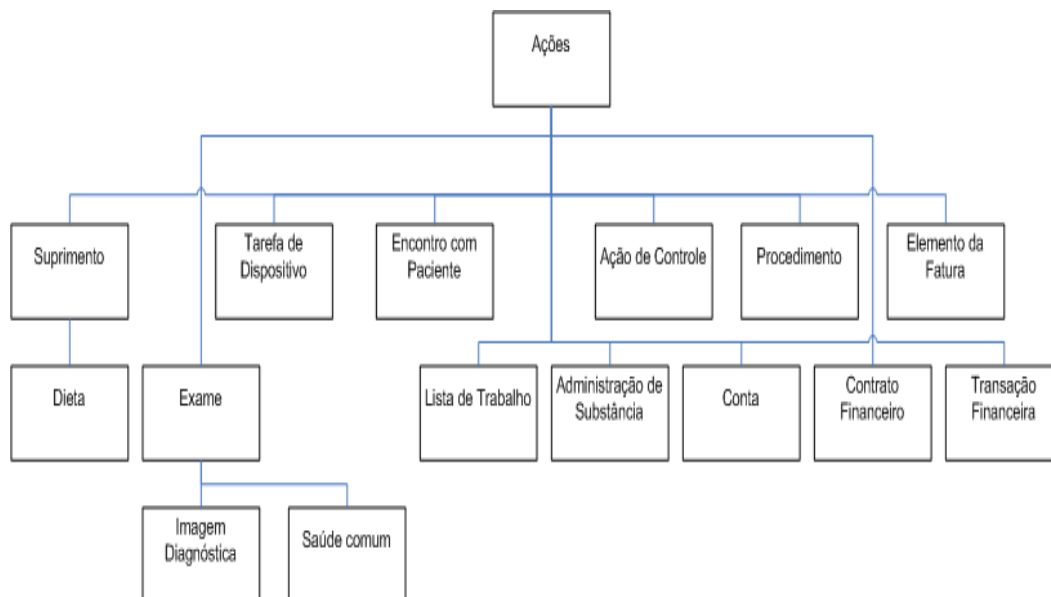 Ações
Suprimento
Tarefa de
Dispositivo
Encontro com
Paciente
Ação de Controle
Procedimento
Elemento da
Fatura
Dieta
Exame
Lista de Trabalho
Administração de
Substância
Conta
Contrato
Financeiro
Transação
Financeira
Imagem
Diagnóstica
Saúde comum